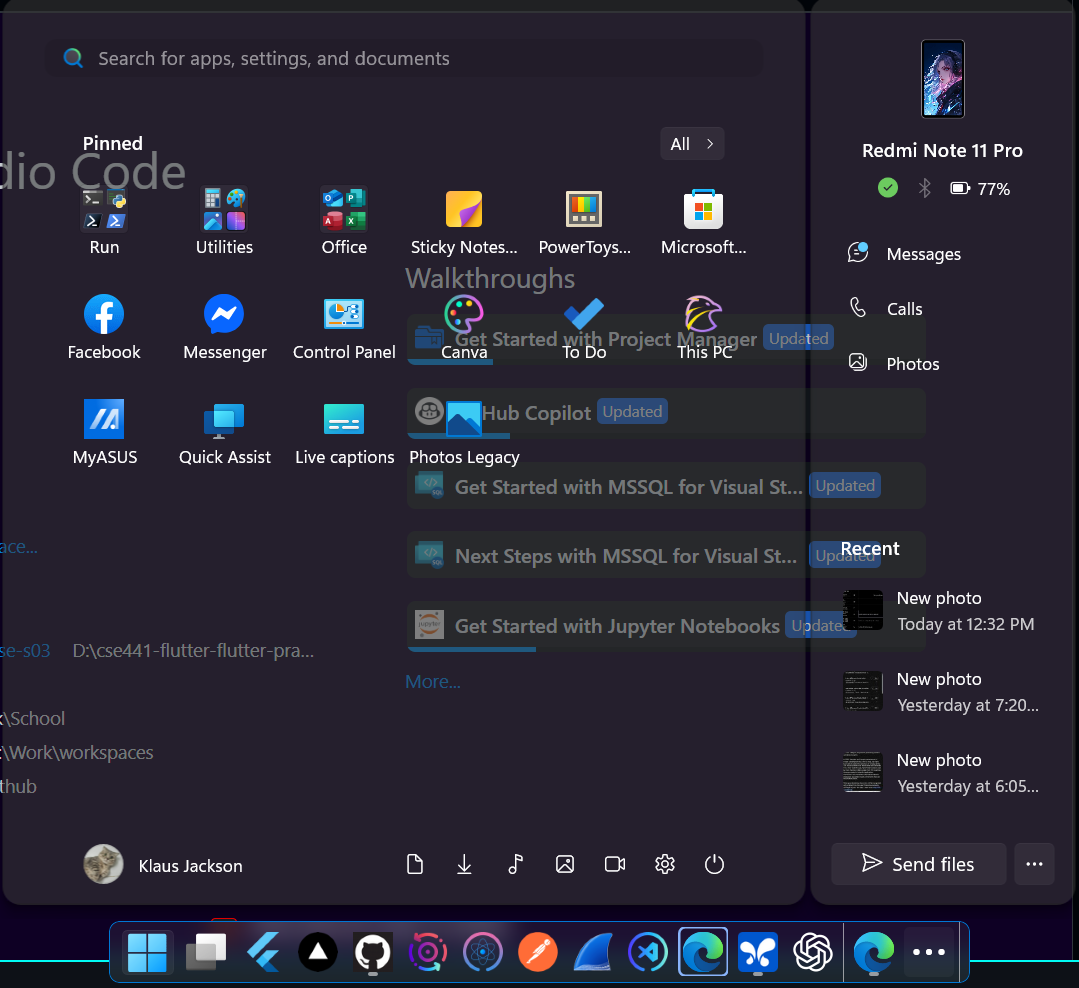 Search for apps, settings, and documents
Pinned
All
dio Code
Run
Utilities
Office
Sticky Notes...
PowerToys...
Microsoft...
Walkthroughs
Facebook
Messenger
Control Panel
Canva
To Do
This PC
Get Started with Project Manager
Updated
MyASUS
Quick Assist
Live captions
Photos Legacy
Hub Copilot
Updated
Get Started with MSSQL for Visual St...
Updated
Next Steps with MSSQL for Visual St...
Updated
Get Started with Jupyter Notebooks
Updated
More...
ace...
se-s03 D:\cse441-flutter-flutter-pra...
\School
\Work\workspaces
thub
Klaus Jackson
Redmi Note 11 Pro
77%
Messages
Calls
Photos
Recent
New photo
Today at 12:32 PM
New photo
Yesterday at 7:20...
New photo
Yesterday at 6:05...
Send files